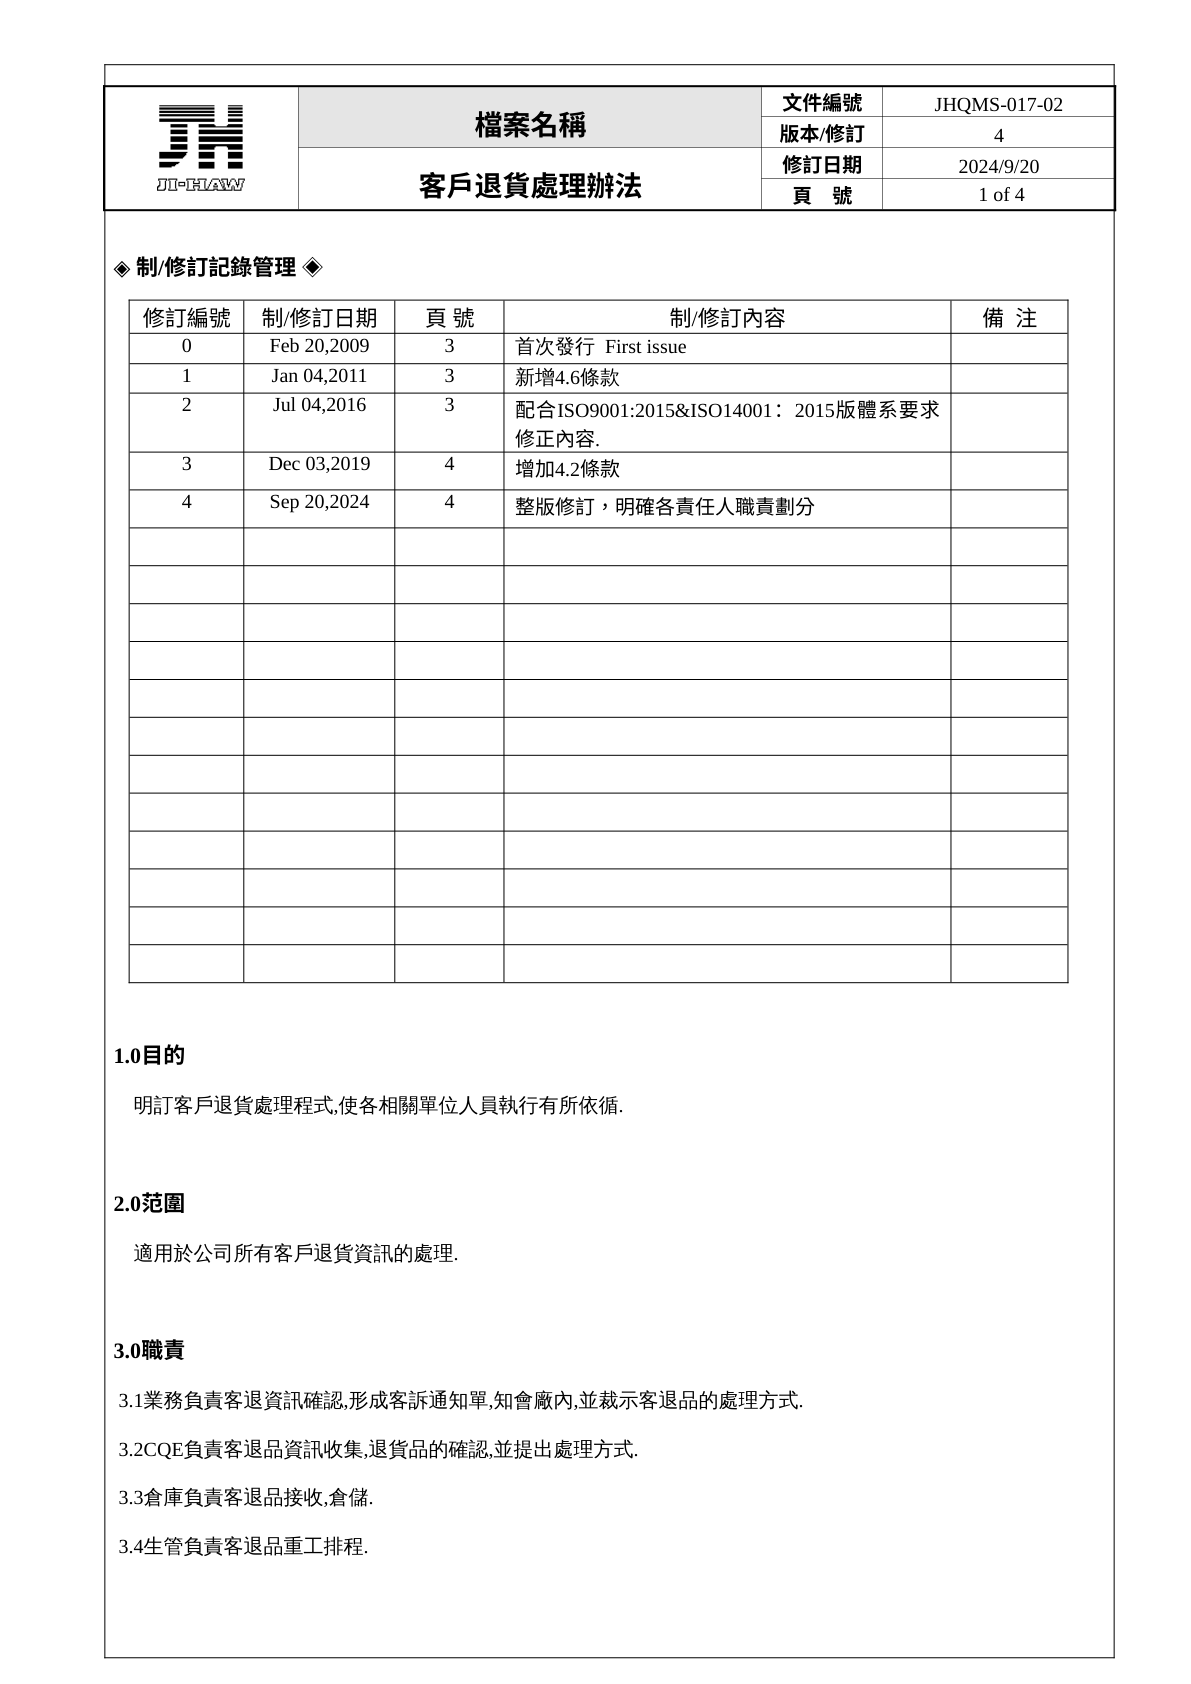 JH
JI-HAW
檔案名稱
客戶退貨處理辦法
文件編號 JHQMS-017-02
版本/修訂 4
修訂日期 2024/9/20
頁 號 1 of 4
◈ 制/修訂記錄管理 ◈
修訂編號 制/修訂日期 頁 號 制/修訂內容 備 注
0 Feb 20,2009 3 首次發行 First issue
1 Jan 04,2011 3 新增4.6條款
2 Jul 04,2016 3 配合ISO9001:2015&ISO14001：2015版體系要求
修正內容.
3 Dec 03,2019 4 增加4.2條款
4 Sep 20,2024 4 整版修訂，明確各責任人職責劃分
1.0目的
明訂客戶退貨處理程式,使各相關單位人員執行有所依循.
2.0范圍
適用於公司所有客戶退貨資訊的處理.
3.0職責
3.1業務負責客退資訊確認,形成客訴通知單,知會廠內,並裁示客退品的處理方式.
3.2CQE負責客退品資訊收集,退貨品的確認,並提出處理方式.
3.3倉庫負責客退品接收,倉儲.
3.4生管負責客退品重工排程.